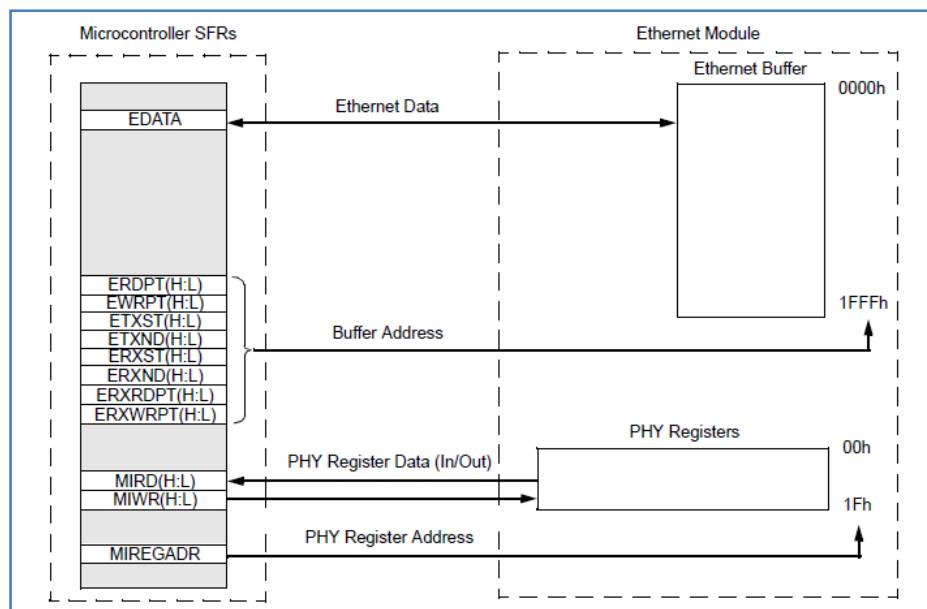 Microcontroller SFRs
Ethernet Module
Ethernet Buffer
0000h
Ethernet Data
EDATA
ERDPT(H:L)
EWRPT(H:L)
ETXST(H:L)
ETXND(H:L)
ERXST(H:L)
ERXND(H:L)
ERXRDPT(H:L)
ERXWRPT(H:L)
1FFFh
Buffer Address
PHY Registers
00h
PHY Register Data (In/Out)
MIRD(H:L)
MIWR(H:L)
1Fh
PHY Register Address
MIREGADR